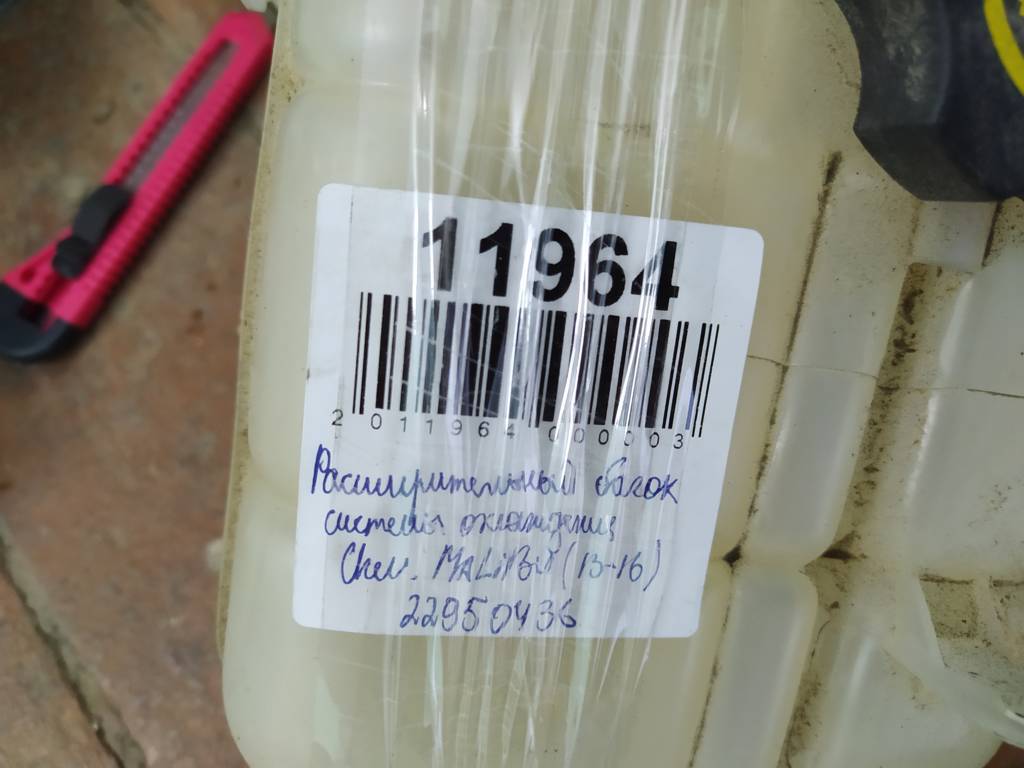 11964
2 011964 000003
Расширительный бачок
системы охлаждения
Chev. MALiBU (13-16)
22950436